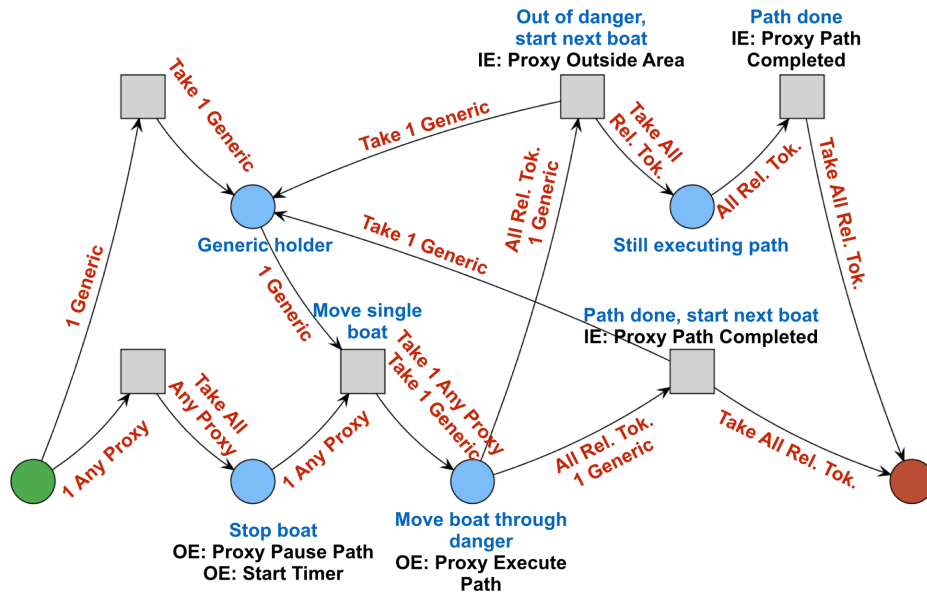 Out of danger,
start next boat
IE: Proxy Outside Area
Path done
IE: Proxy Path
Completed
Take 1 Generic
Take 1 Generic
Take All
Rel. Tok.
All Rel. Tok.
Take All Rel. Tok.
All Rel. Tok.
1 Generic
Generic holder
Take 1 Generic
Still executing path
1 Generic
1 Generic
Move single
boat
Path done, start next boat
IE: Proxy Path Completed
Take All
Any Proxy
1 Any Proxy
1 Any Proxy
Take 1 Any Proxy
Take 1 Generic
All Rel. Tok.
1 Generic
Take All Rel. Tok.
Stop boat
OE: Proxy Pause Path
OE: Start Timer
Move boat through
danger
OE: Proxy Execute
Path